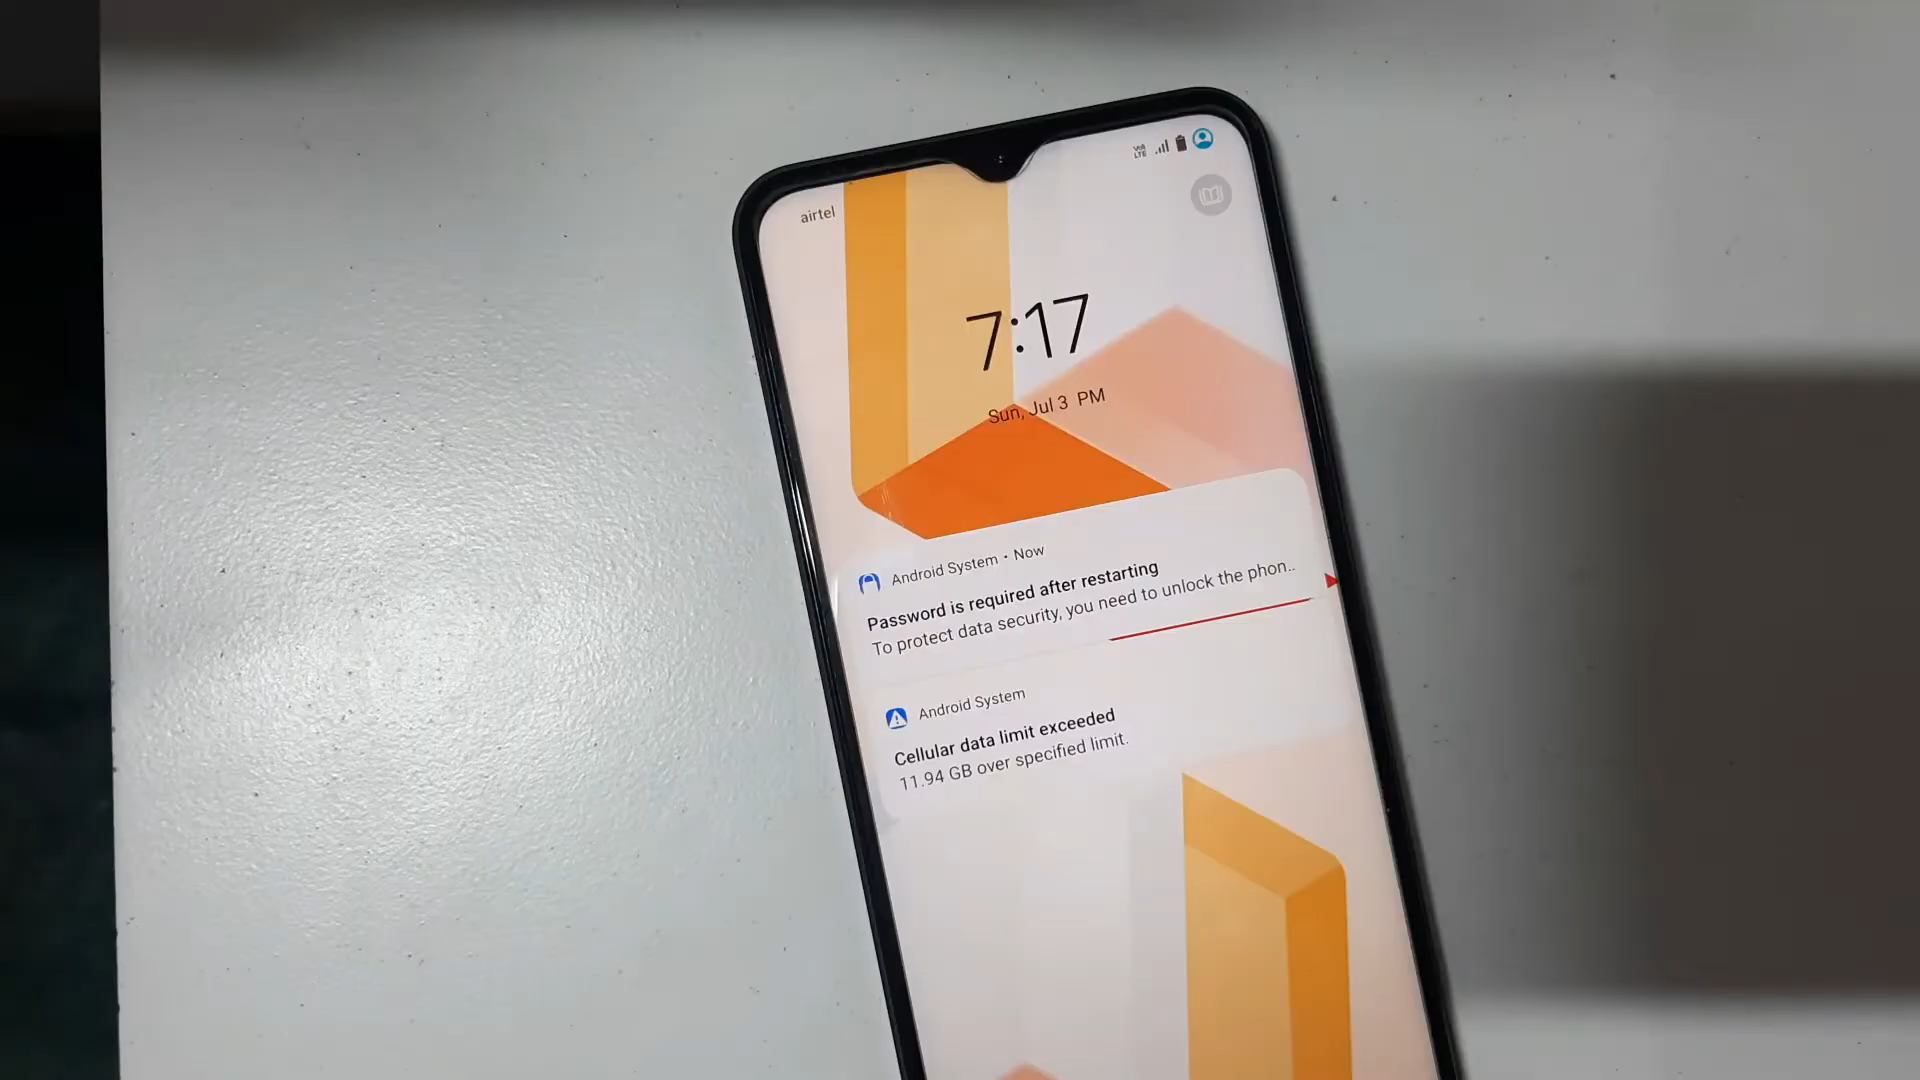 VoLTE
airtel
7:17
Sun, Jul 3 PM
Android System • Now
Password is required after restarting
To protect data security, you need to unlock the phon..
Android System
Cellular data limit exceeded
11.94 GB over specified limit.